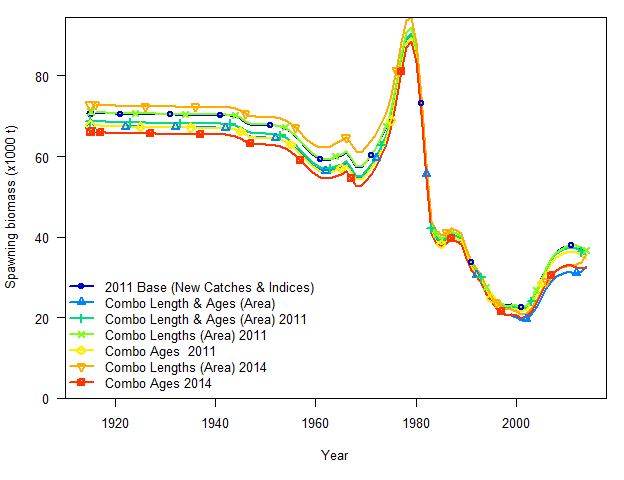 Spawning biomass (x1000 t)
80
60
40
20
0
2011 Base (New Catches & Indices)
Combo Length & Ages (Area)
Combo Length & Ages (Area) 2011
Combo Lengths (Area) 2011
Combo Ages  2011
Combo Lengths (Area) 2014
Combo Ages 2014
1920 1940 1960 1980 2000
Year